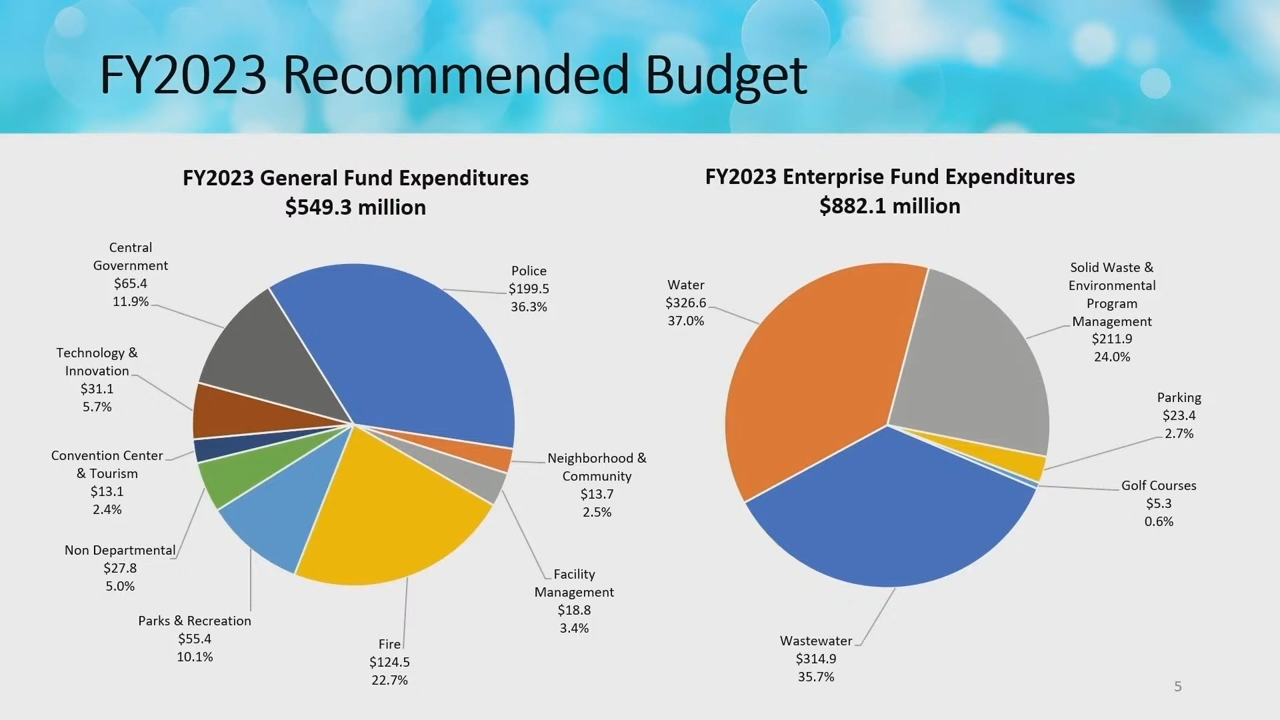 FY2023 Recommended Budget
FY2023 General Fund Expenditures
$549.3 million
Central
Government
$65.4
11.9%
Police
$199.5
36.3%
Technology &
Innovation
$31.1
5.7%
Convention Center
& Tourism
$13.1
2.4%
Neighborhood &
Community
$13.7
2.5%
Non Departmental
$27.8
5.0%
Facility
Management
$18.8
3.4%
Parks & Recreation
$55.4
10.1%
Fire
$124.5
22.7%
FY2023 Enterprise Fund Expenditures
$882.1 million
Water
$326.6
37.0%
Solid Waste &
Environmental
Program
Management
$211.9
24.0%
Parking
$23.4
2.7%
Golf Courses
$5.3
0.6%
Wastewater
$314.9
35.7%
5